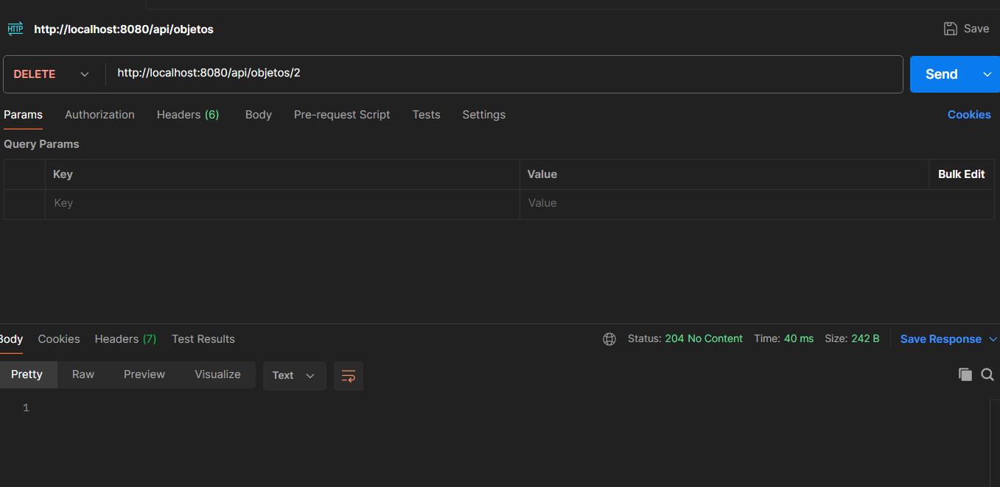 HTTP http://localhost:8080/api/objetos Save
DELETE http://localhost:8080/api/objetos/2 Send
Params Authorization Headers (6) Body Pre-request Script Tests Settings Cookies
Query Params
Key Value Bulk Edit
Key Value
Body Cookies Headers (7) Test Results Status: 204 No Content Time: 40 ms Size: 242 B Save Response
Pretty Raw Preview Visualize Text
1